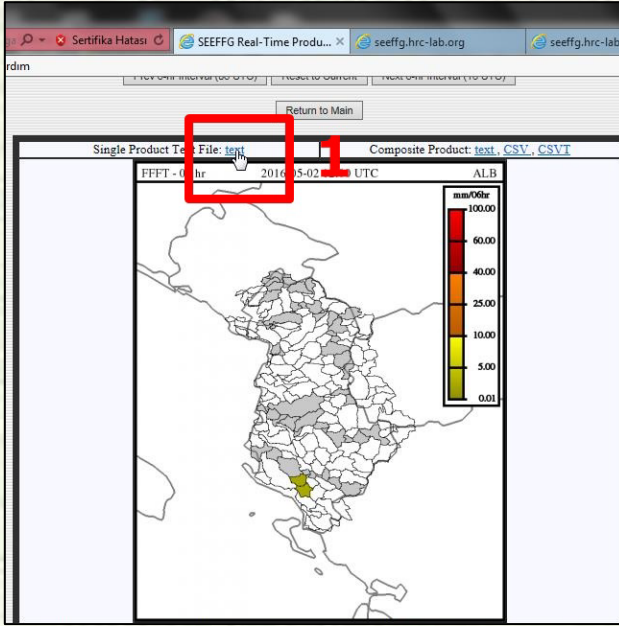 Sertifika Hatası
SEEFFG Real-Time Produ...
seeffg.hrc-lab.org
seeffg.hrc-lab
rdım
Return to Main
Single Product Text File: text
1
Composite Product: text , CSV , CSVT
FFFT - hr
UTC
ALB
mm/06hr
100.00
60.00
40.00
25.00
10.00
5.00
0.01